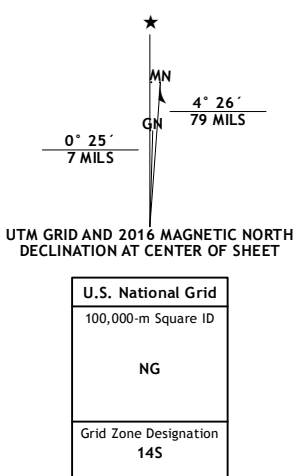 ★
MN
GN
4° 26´
79 MILS
0° 25´
7 MILS
UTM GRID AND 2016 MAGNETIC NORTH
DECLINATION AT CENTER OF SHEET
U.S. National Grid
100,000-m Square ID
NG
Grid Zone Designation
14S